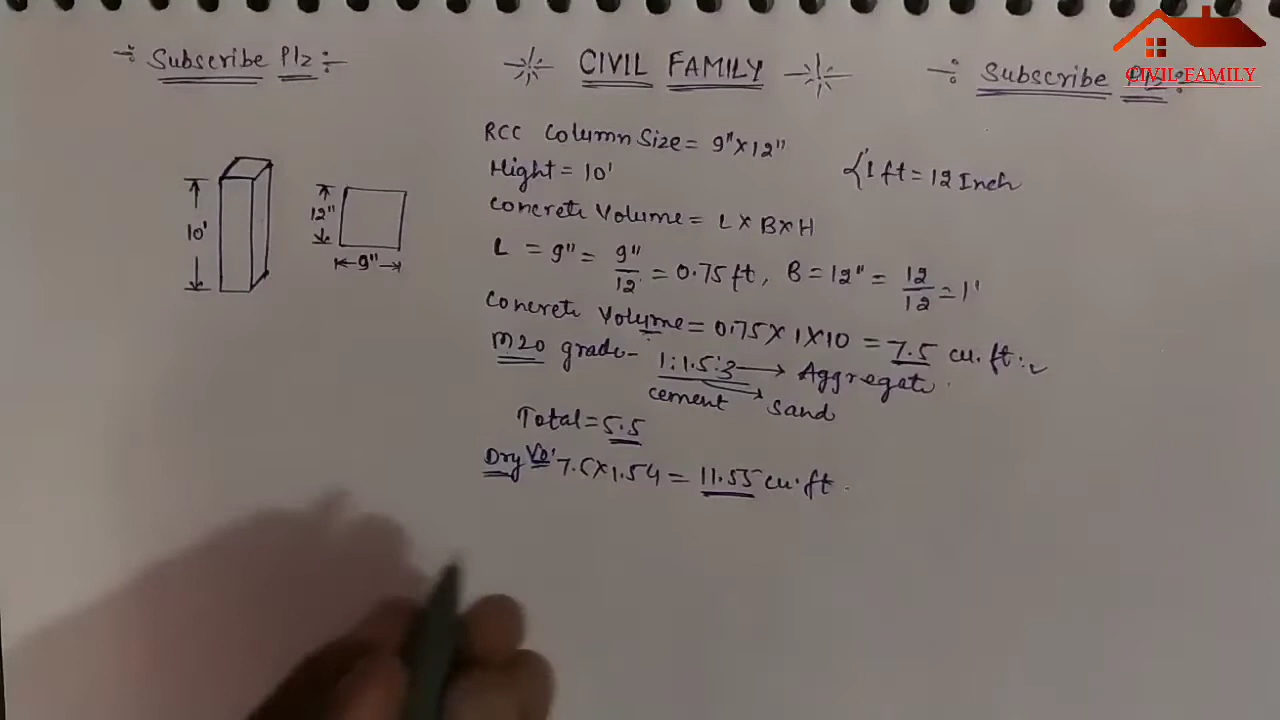 ÷ Subscribe Plz ÷
CIVIL FAMILY
÷ Subscribe Plz ÷
CIVIL FAMILY
RCC Column Size = 9" X 12"
Hight = 10'
{1 ft = 12 Inch
Concrete Volume = L X B X H
L = 9" = 9"/12 = 0.75 ft, B = 12" = 12/12 = 1'
Concrete Volume = 0.75 X 1 X 10 = 7.5 cu.ft
M20 grade - 1:1.5:3 → Aggregate
cement → Sand
Total = 5.5
Dry Vo' 7.5 X 1.54 = 11.55 cu.ft.
10'
12"
9"